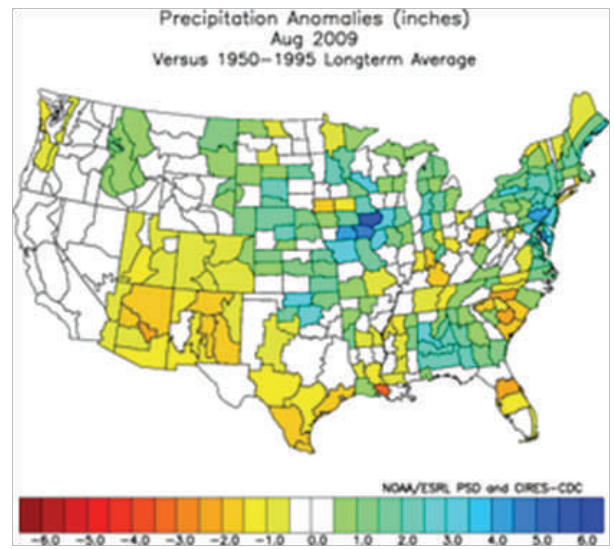 Precipitation Anomalies (inches)
Aug 2009
Versus 1950-1995 Longterm Average
NOAA/ESRL PSD and CIRES-CDC
-6.0 -5.0 -4.0 -3.0 -2.0 -1.0 0.0 1.0 2.0 3.0 4.0 5.0 6.0